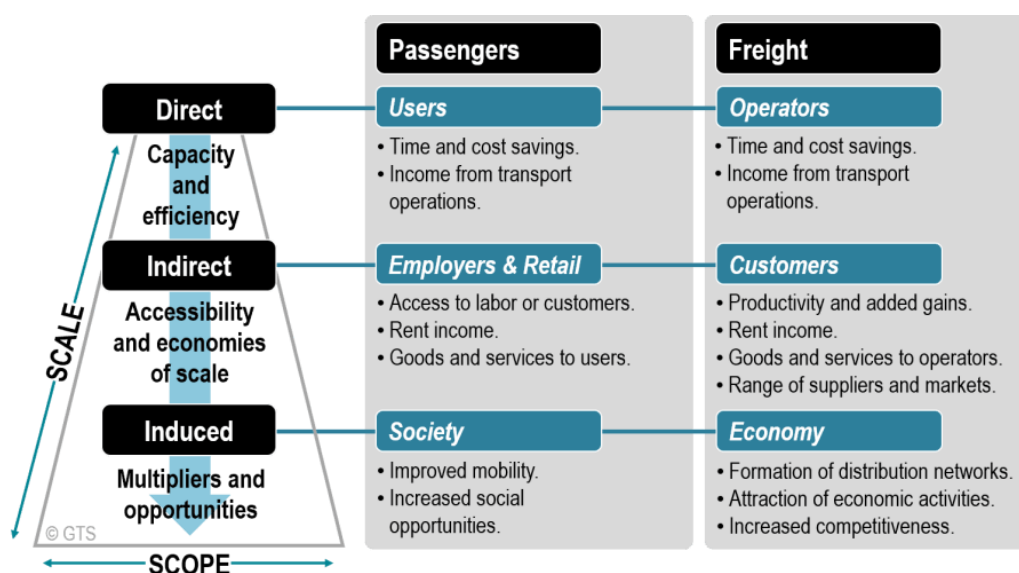 Passengers
Freight
Direct
Users
Operators
Capacity
and
efficiency
• Time and cost savings.
• Income from transport
operations.
• Time and cost savings.
• Income from transport
operations.
Indirect
Employers & Retail
Customers
Accessibility
and economies
of scale
• Access to labor or customers.
• Rent income.
• Goods and services to users.
• Productivity and added gains.
• Rent income.
• Goods and services to operators.
• Range of suppliers and markets.
Induced
Society
Economy
Multipliers and
opportunities
• Improved mobility.
• Increased social
opportunities.
• Formation of distribution networks.
• Attraction of economic activities.
• Increased competitiveness.
SCALE
© GTS
SCOPE